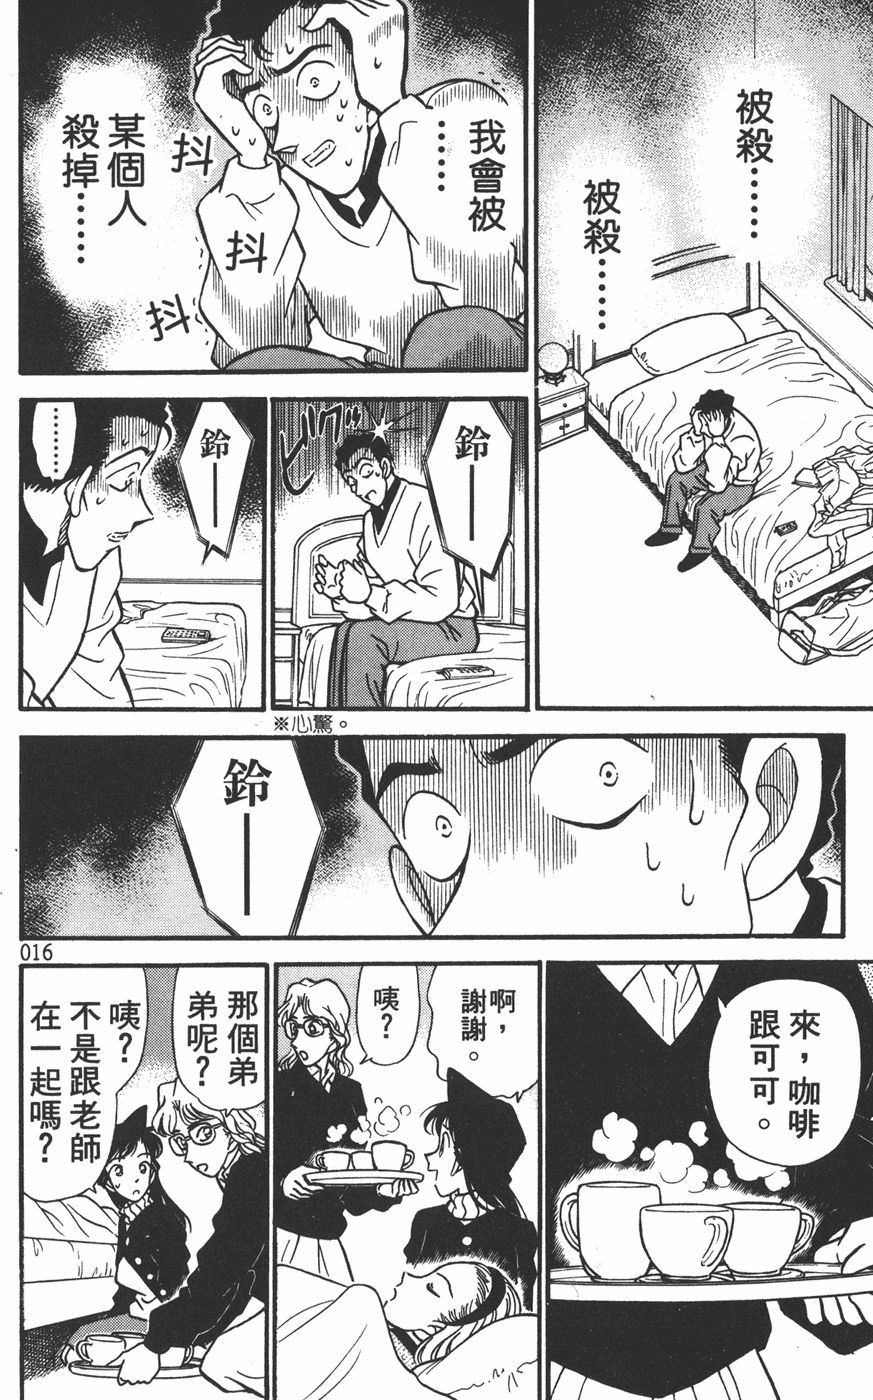 被殺……
被殺……
我會被
……
某個人
殺掉……
抖
抖
抖
鈴——
ビクッ
※心驚。
鈴——
……
鈴——
016
來，咖啡
跟可可。
啊，
謝謝。
咦？
那個弟
弟呢？
咦？
不是跟老師
在一起嗎？